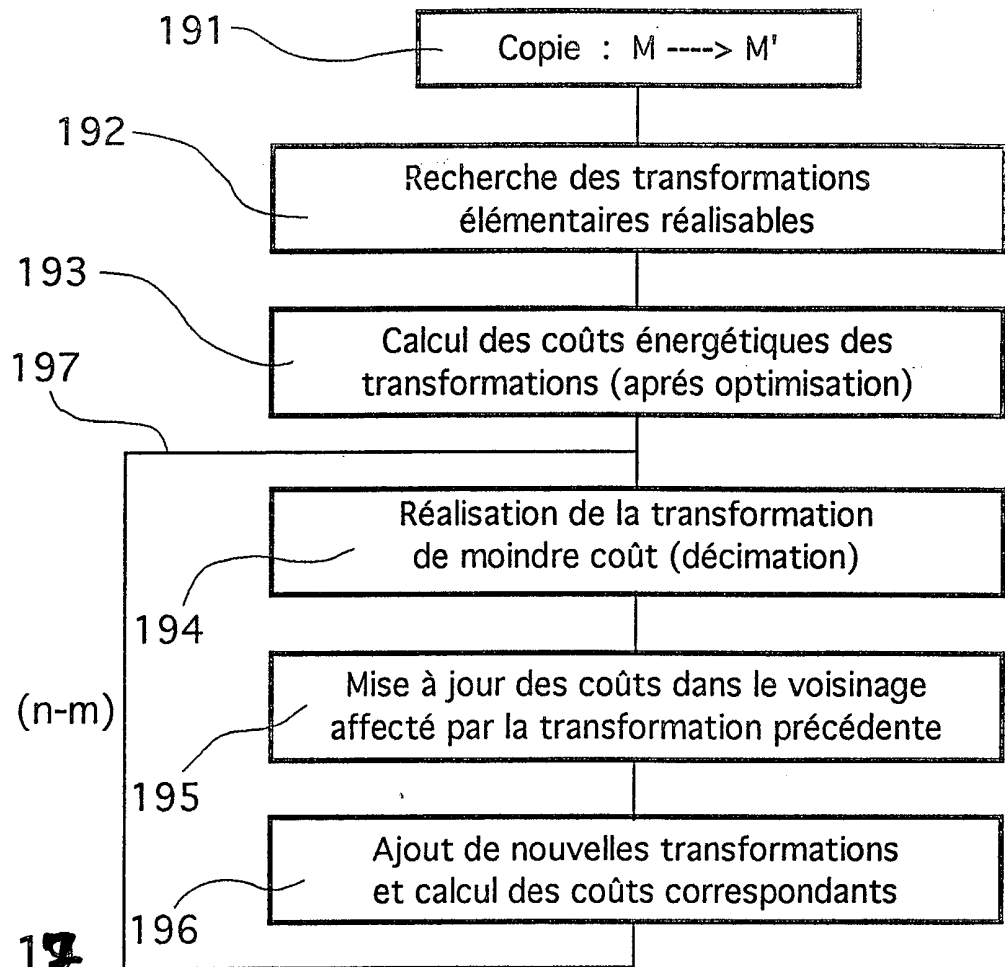 191
Copie : M ----> M'
192
Recherche des transformations
élémentaires réalisables
193
Calcul des coûts énergétiques des
transformations (aprés optimisation)
197
Réalisation de la transformation
de moindre coût (décimation)
194
(n-m)
Mise à jour des coûts dans le voisinage
affecté par la transformation précédente
195
Ajout de nouvelles transformations
et calcul des coûts correspondants
196